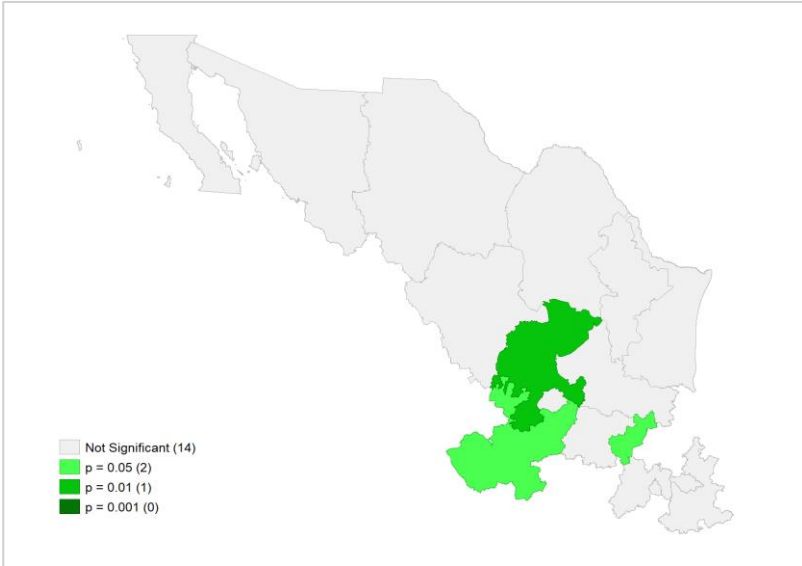 Not Significant (14)
p = 0.05 (2)
p = 0.01 (1)
p = 0.001 (0)